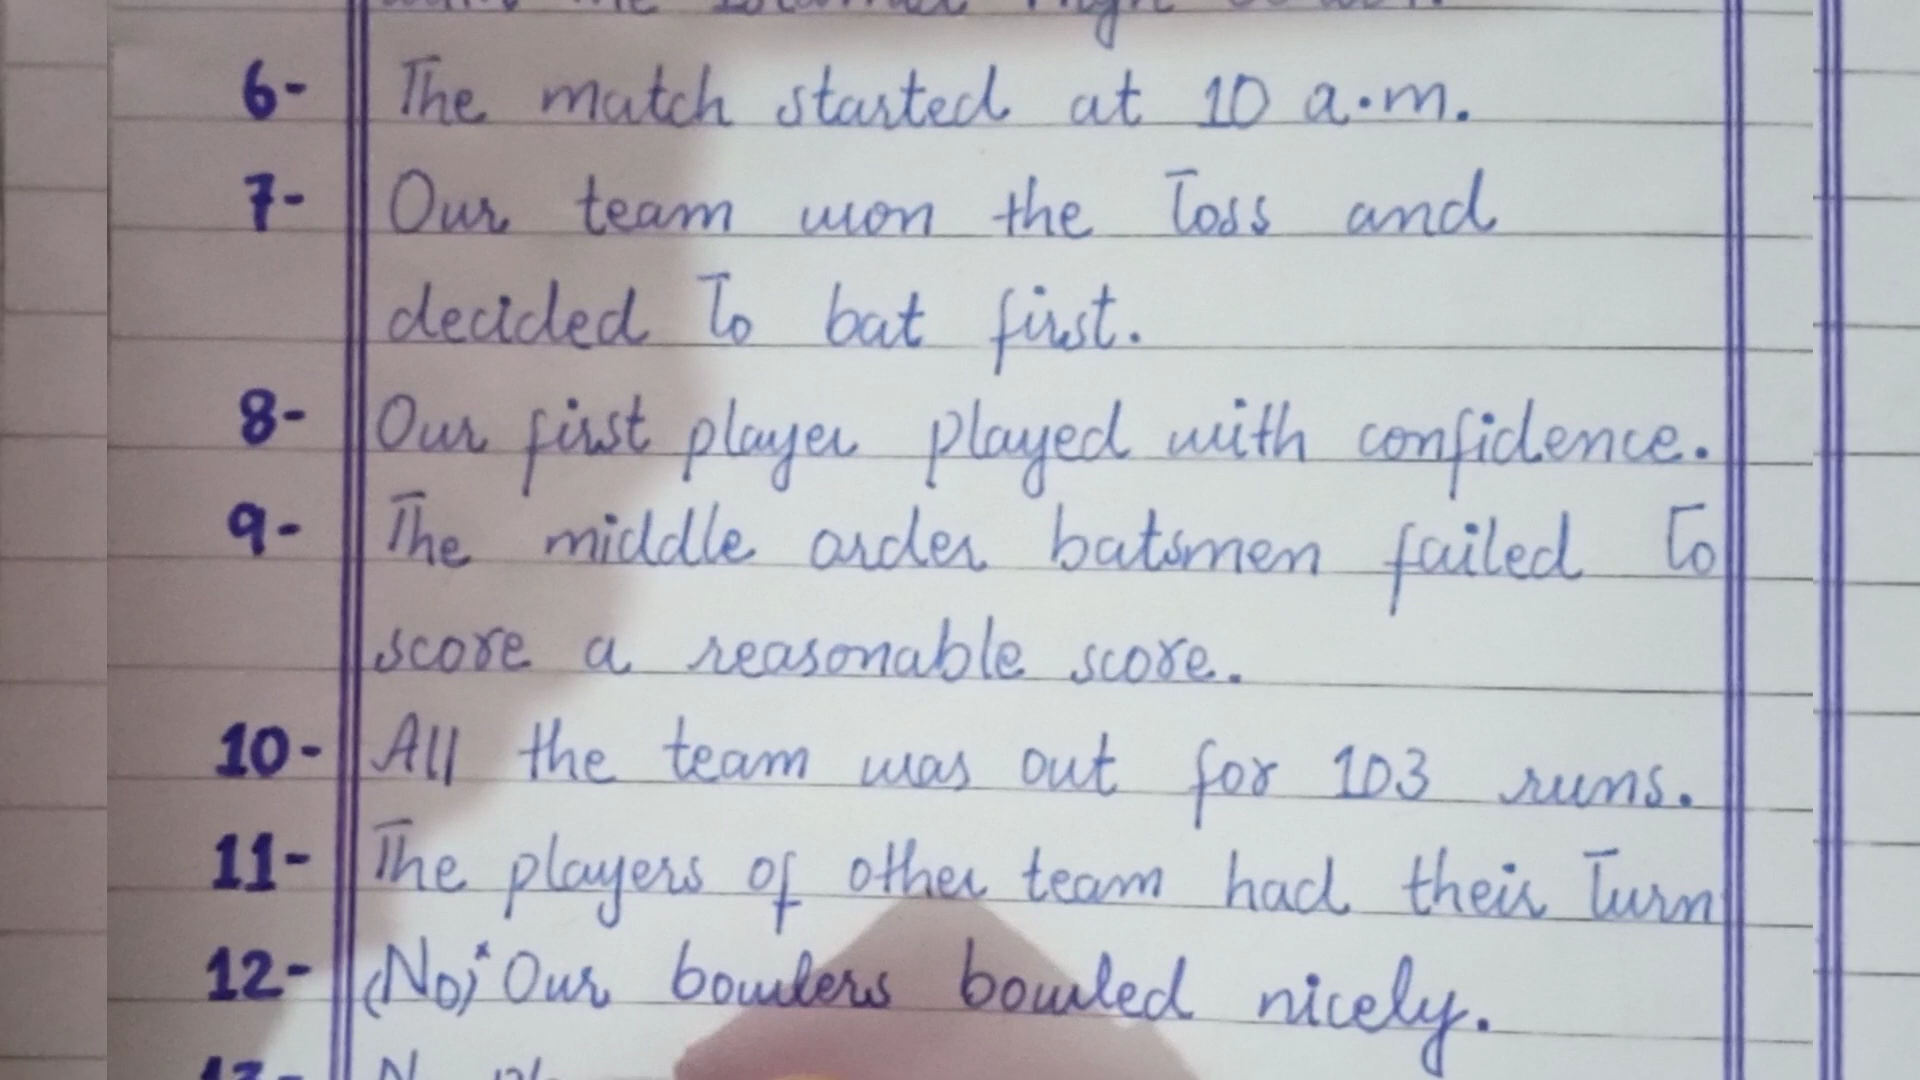 6- The match started at 10 a.m.
7- Our team won the Toss and
decided To bat first.
8- Our first player played with confidence.
9- The middle order batsmen failed To
score a reasonable score.
10- All the team was out for 103 runs.
11- The players of other team had their Turn
12- (No)* Our bowlers bowled nicely.
13-